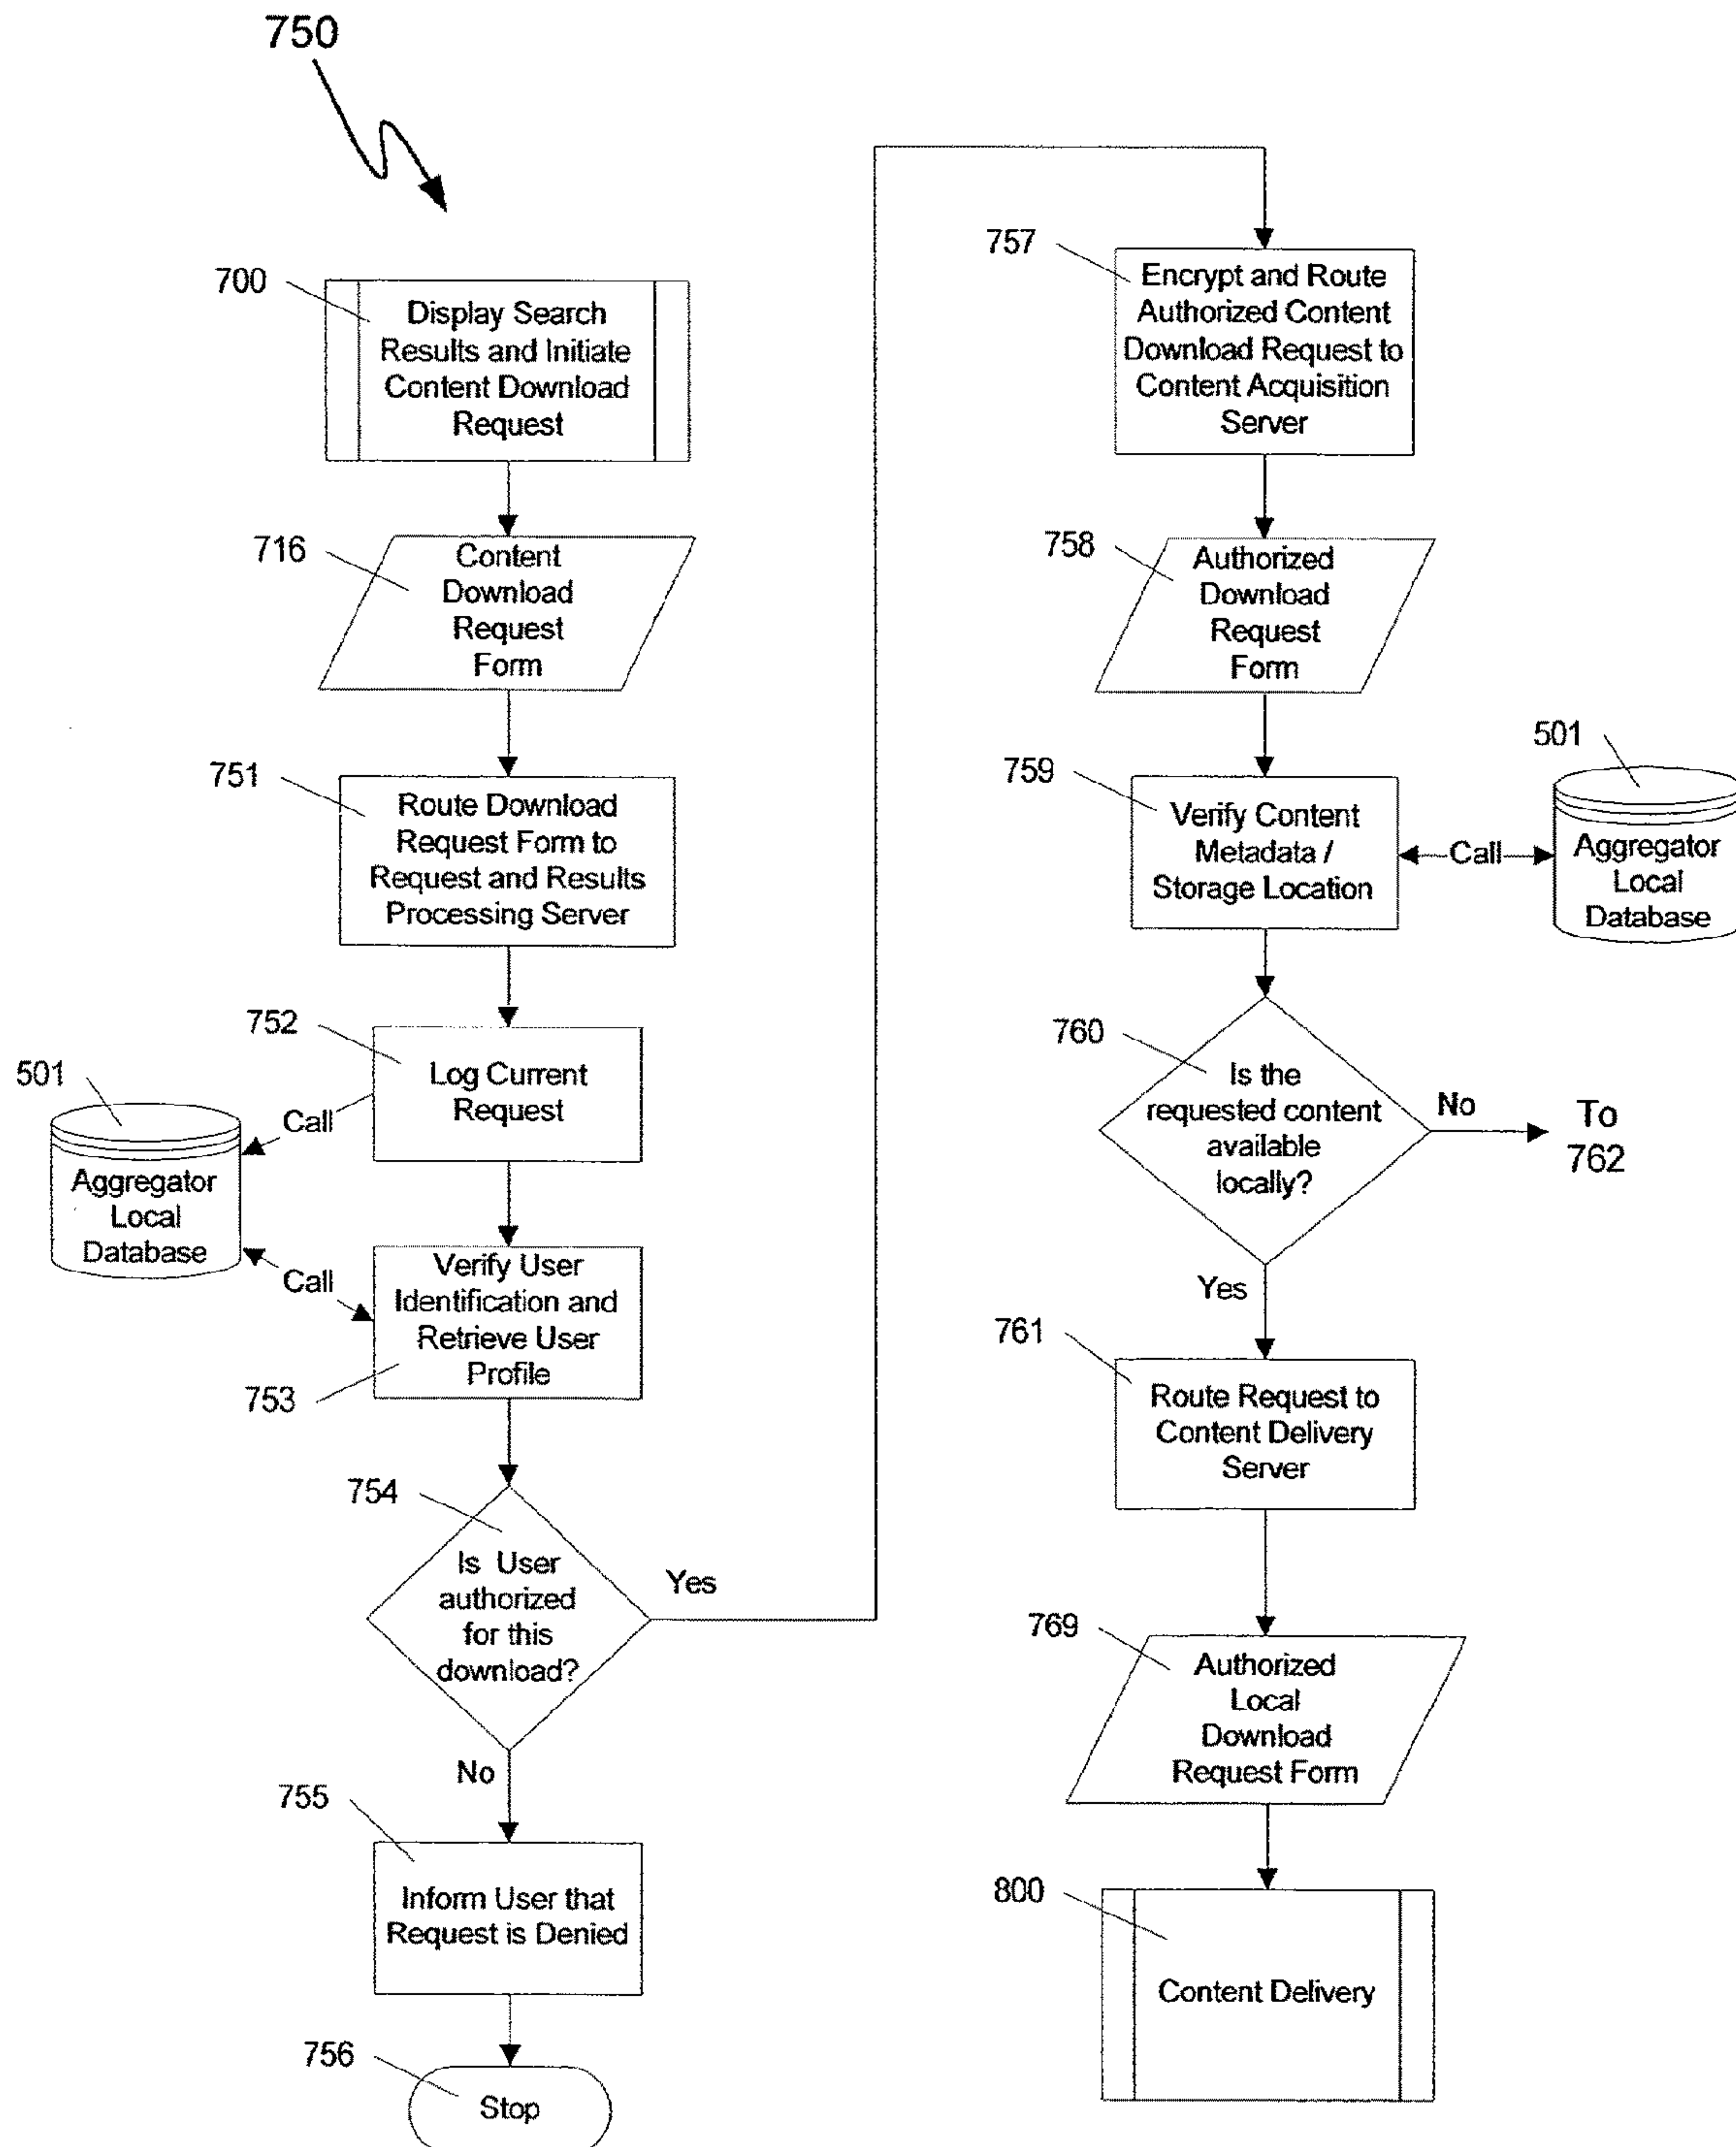 750
700
Display Search
Results and Initiate
Content Download
Request
716
Content
Download
Request
Form
751
Route Download
Request Form to
Request and Results
Processing Server
752
Log Current
Request
501
Call
Aggregator
Local
Database
Call
Verify User
Identification and
Retrieve User
Profile
753
754
Is User
authorized
for this
download?
Yes
No
755
Inform User that
Request is Denied
756
Stop
757
Encrypt and Route
Authorized Content
Download Request to
Content Acquisition
Server
758
Authorized
Download
Request
Form
759
Verify Content
Metadata /
Storage Location
Call
501
Aggregator
Local
Database
760
Is the
requested content
available
locally?
No
To
762
Yes
761
Route Request to
Content Delivery
Server
769
Authorized
Local
Download
Request Form
800
Content Delivery